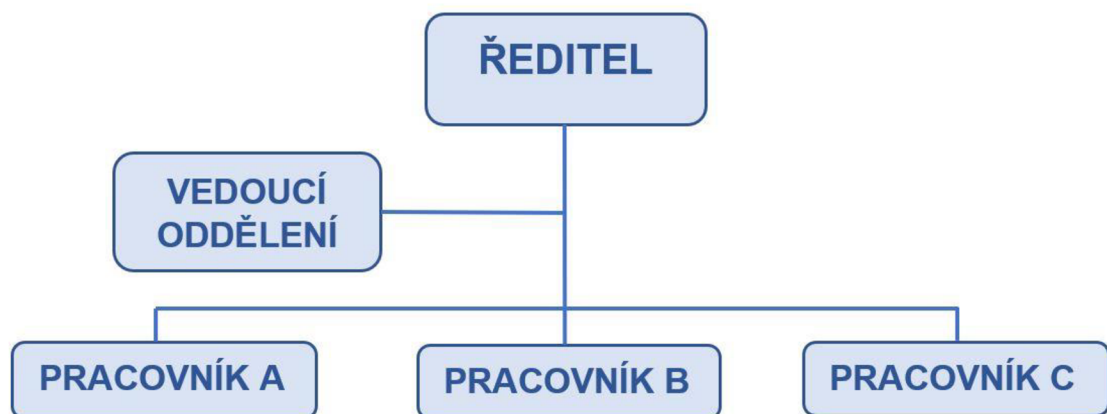 ŘEDITEL
VEDOUCÍ
ODDĚLENÍ
PRACOVNÍK A
PRACOVNÍK B
PRACOVNÍK C